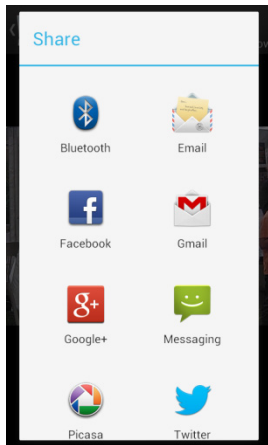 Share
Bluetooth Email
Facebook Gmail
Google+ Messaging
Picasa Twitter